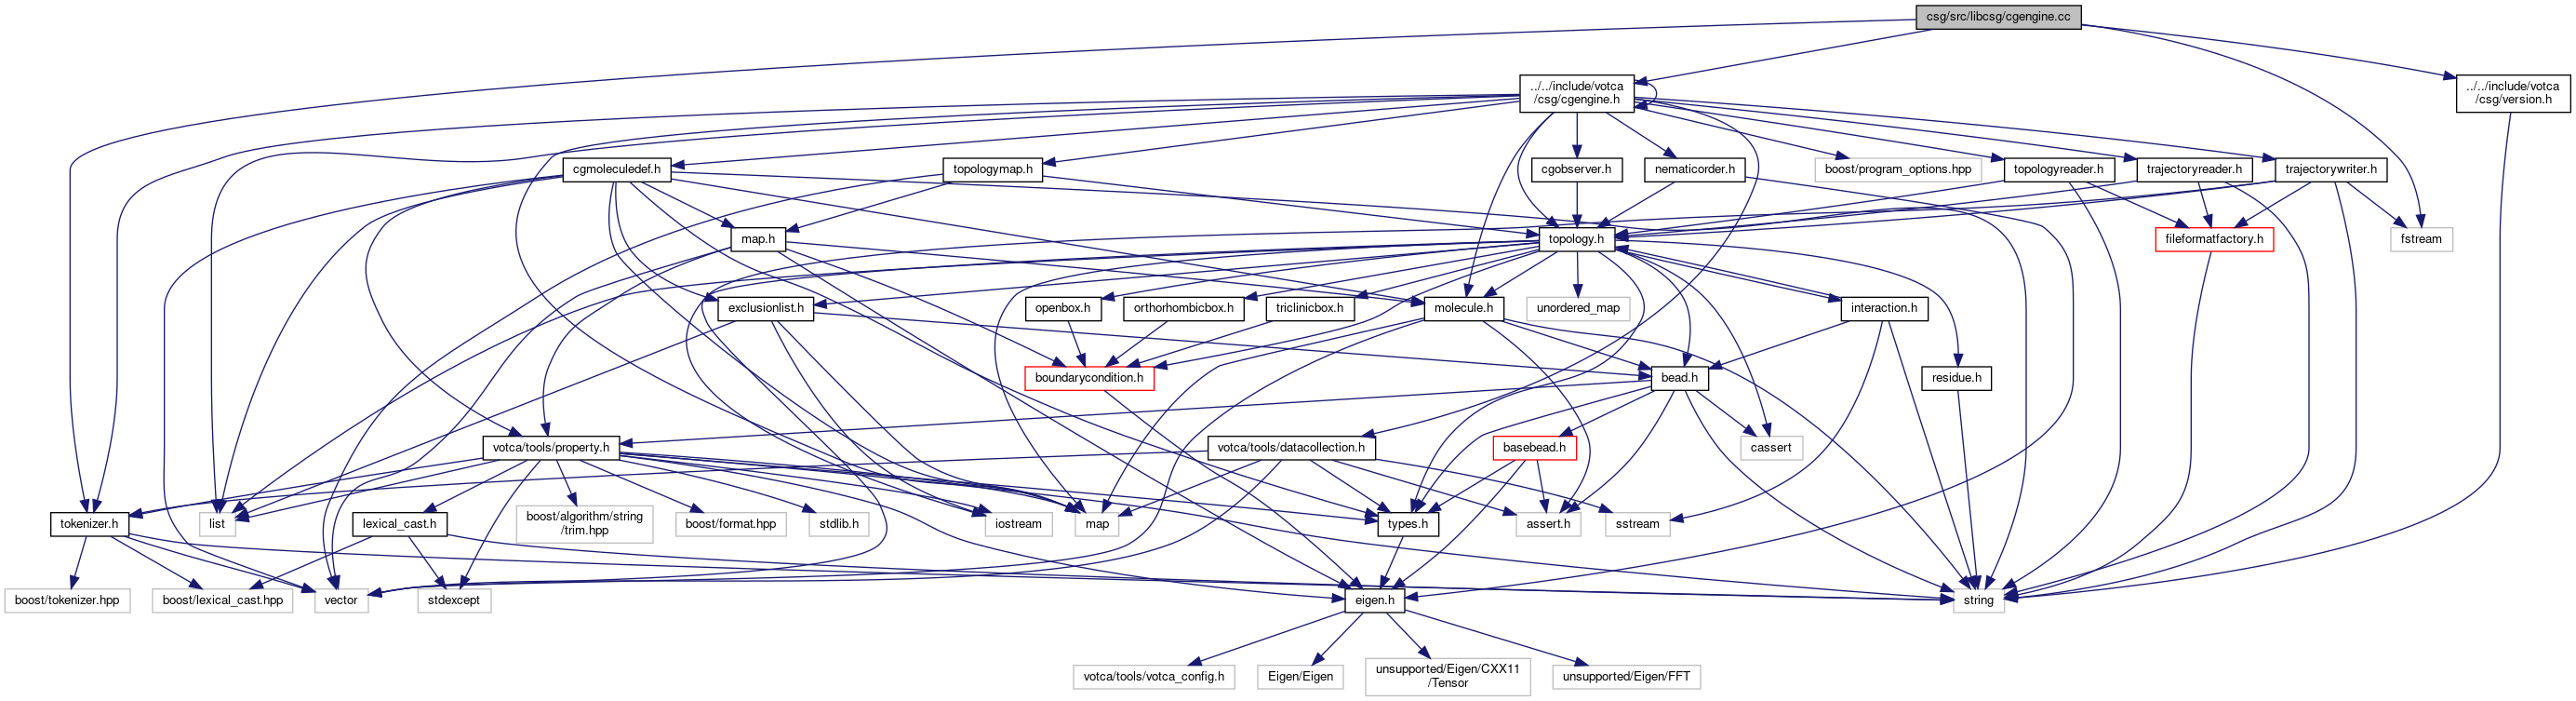 csg/src/libcsg/cgengine.cc
../../include/votca
/csg/cgengine.h
../../include/votca
/csg/version.h
cgmoleculedef.h
topologymap.h
cgobserver.h
nematicorder.h
boost/program_options.hpp
topologyreader.h
trajectoryreader.h
trajectorywriter.h
map.h
topology.h
fileformatfactory.h
fstream
exclusionlist.h
openbox.h
orthorhombicbox.h
triclinicbox.h
unordered_map
molecule.h
interaction.h
boundarycondition.h
bead.h
residue.h
votca/tools/property.h
votca/tools/datacollection.h
basebead.h
cassert
tokenizer.h
list
lexical_cast.h
boost/algorithm/string
/trim.hpp
boost/format.hpp
stdlib.h
iostream
map
types.h
assert.h
sstream
boost/tokenizer.hpp
boost/lexical_cast.hpp
vector
stdexcept
eigen.h
string
votca/tools/votca_config.h
Eigen/Eigen
unsupported/Eigen/CXX11
/Tensor
unsupported/Eigen/FFT